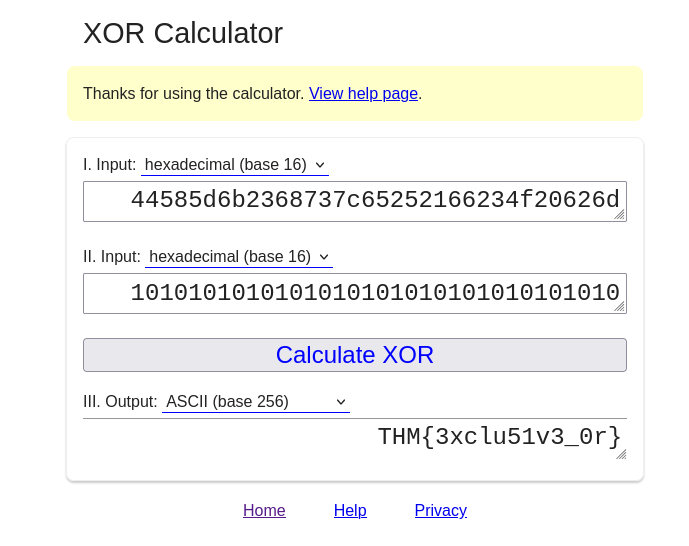 XOR Calculator
Thanks for using the calculator. View help page.
I. Input: hexadecimal (base 16)
44585d6b2368737c65252166234f20626d
II. Input: hexadecimal (base 16)
1010101010101010101010101010101010
Calculate XOR
III. Output: ASCII (base 256)
THM{3xclu51v3_0r}
Home Help Privacy